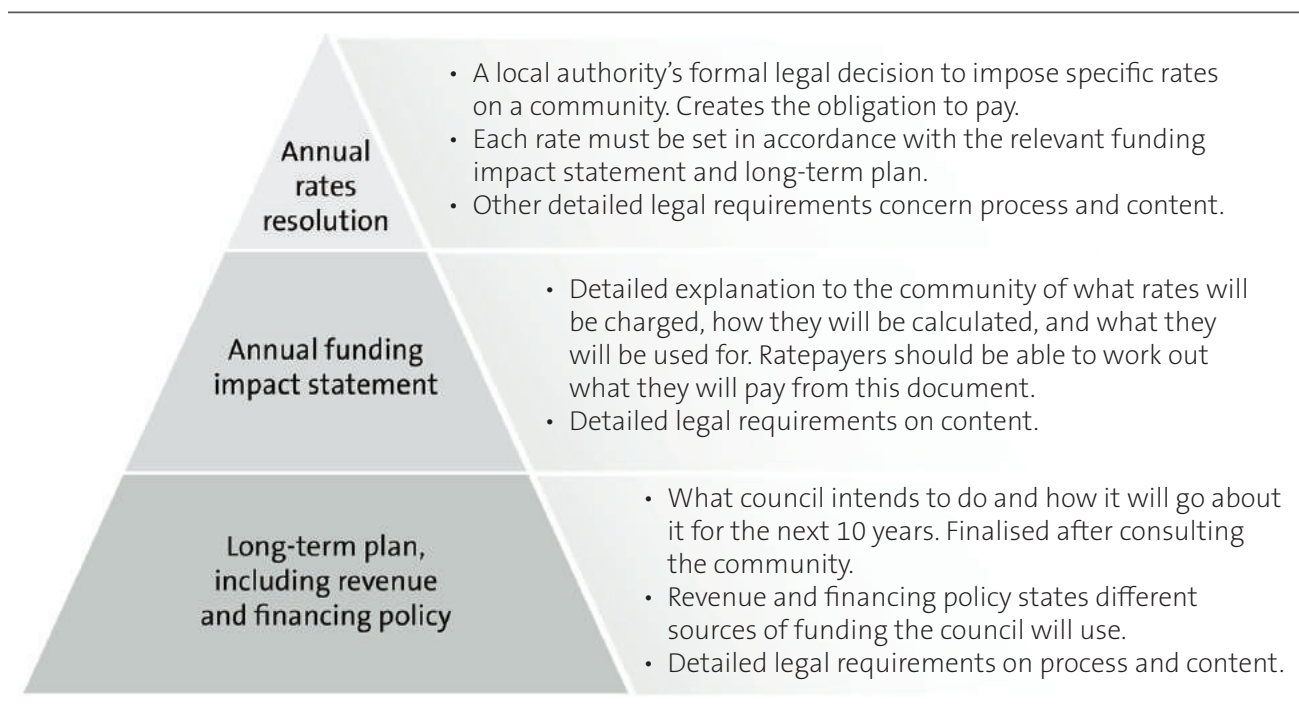 Annual
rates
resolution
• A local authority’s formal legal decision to impose specific rates
on a community. Creates the obligation to pay.
• Each rate must be set in accordance with the relevant funding
impact statement and long-term plan.
• Other detailed legal requirements concern process and content.
Annual funding
impact statement
• Detailed explanation to the community of what rates will
be charged, how they will be calculated, and what they
will be used for. Ratepayers should be able to work out
what they will pay from this document.
• Detailed legal requirements on content.
Long-term plan,
including revenue
and financing policy
• What council intends to do and how it will go about
it for the next 10 years. Finalised after consulting
the community.
• Revenue and financing policy states different
sources of funding the council will use.
• Detailed legal requirements on process and content.